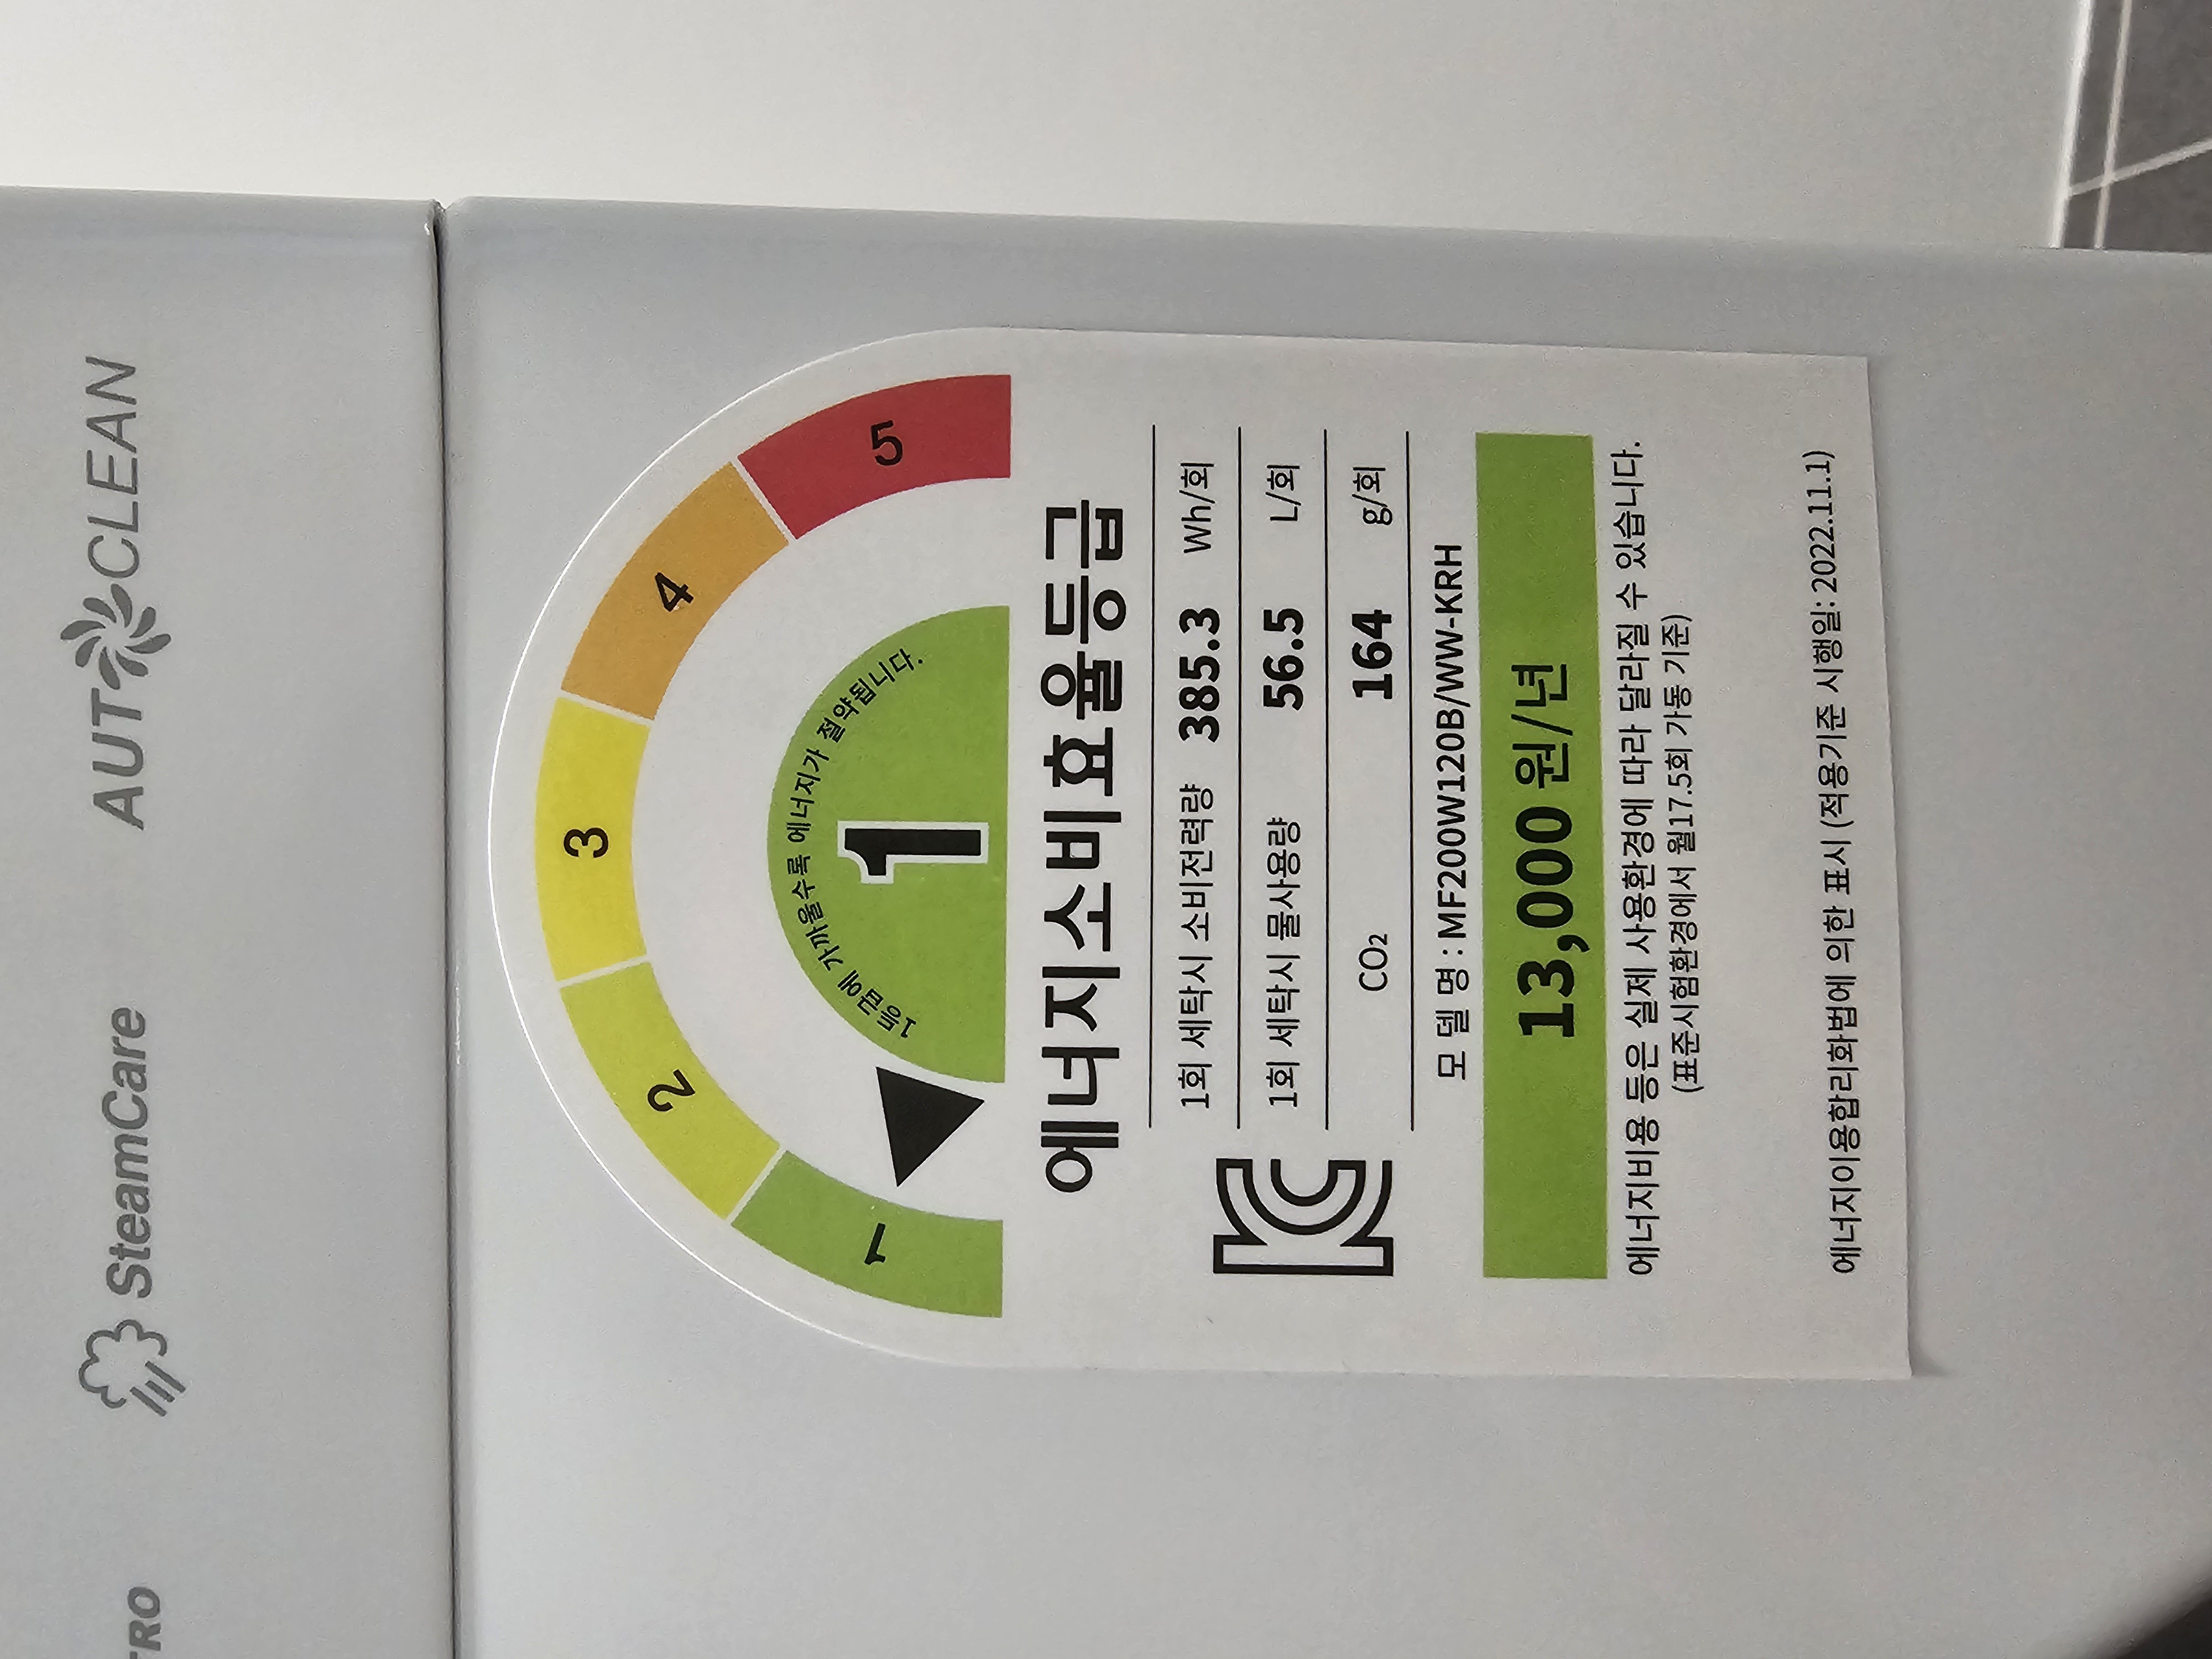 TRO
SteamCare
AUTOCLEAN
1 2 3 4 5
1등급에 가까울수록 에너지가 절약됩니다.
1
에너지소비효율등급
1회 세탁시 소비전력량 385.3 Wh/회
1회 세탁시 물사용량 56.5 L/회
CO₂ 164 g/회
모 델 명 : MF200W120B/WW-KRH
13,000 원/년
에너지비용 등은 실제 사용환경에 따라 달라질 수 있습니다.
(표준시험환경에서 월17.5회 가동 기준)
에너지이용합리화법에 의한 표시 (적용기준 시행일: 2022.11.1)